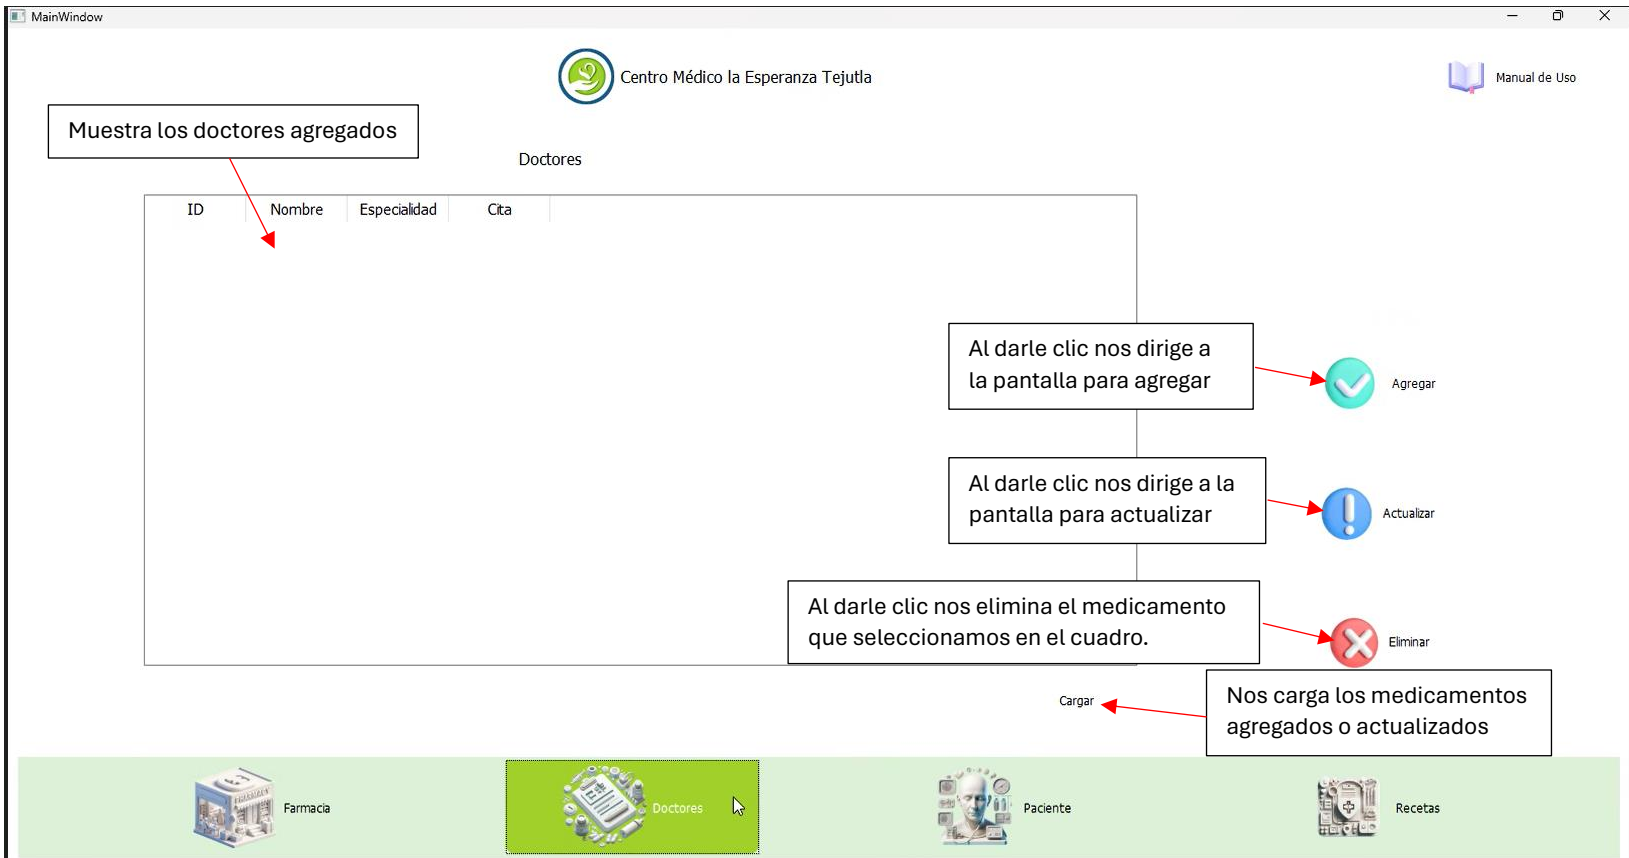 MainWindow
Centro Médico la Esperanza Tejutla
Manual de Uso
Muestra los doctores agregados
Doctores
ID Nombre Especialidad Cita
Al darle clic nos dirige a
la pantalla para agregar
Agregar
Al darle clic nos dirige a la
pantalla para actualizar
Actualizar
Al darle clic nos elimina el medicamento
que seleccionamos en el cuadro.
Eliminar
Cargar
Nos carga los medicamentos
agregados o actualizados
Farmacia
Doctores
Paciente
Recetas